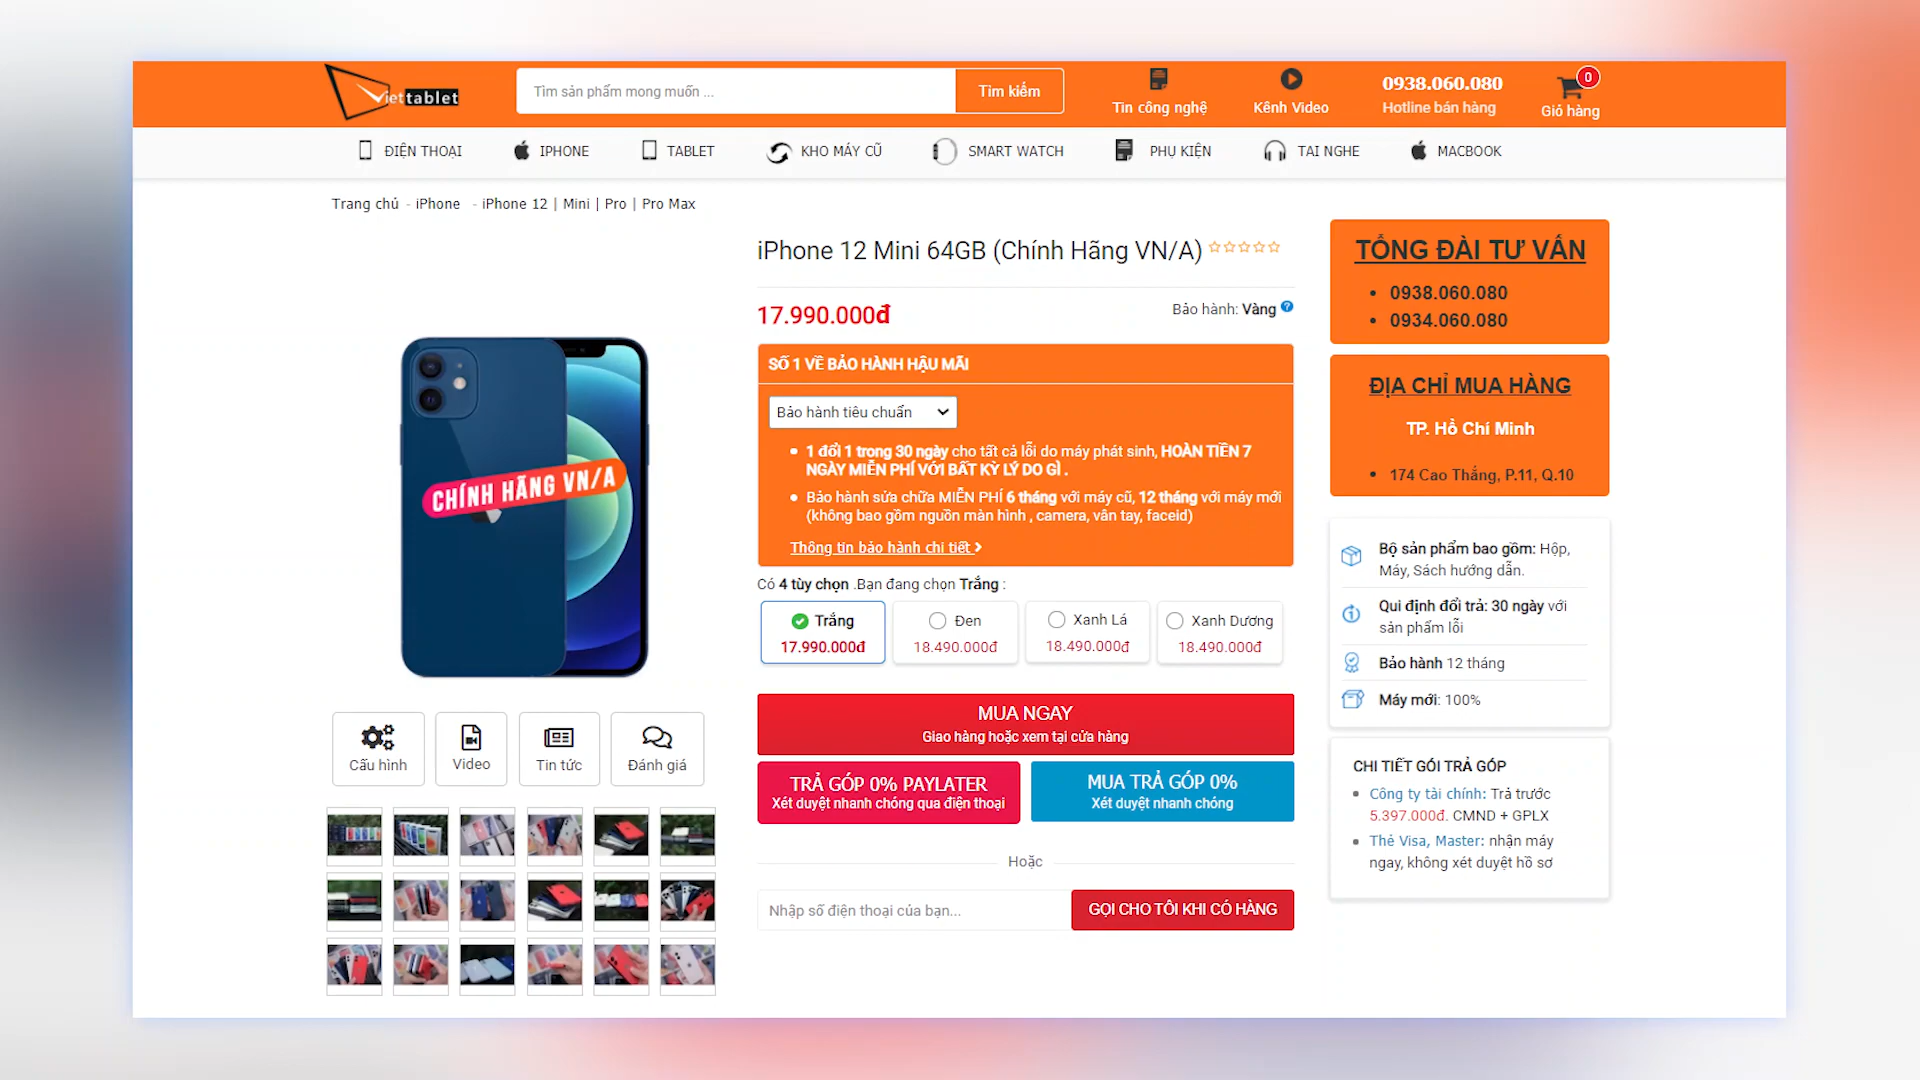 Viettablet
Tìm sản phẩm mong muốn ...
Tìm kiếm
Tin công nghệ
Kênh Video
0938.060.080
Hotline bán hàng
0
Giỏ hàng
ĐIỆN THOẠI
IPHONE
TABLET
KHO MÁY CŨ
SMART WATCH
PHỤ KIỆN
TAI NGHE
MACBOOK
Trang chủ - iPhone - iPhone 12 | Mini | Pro | Pro Max
CHÍNH HÃNG VN/A
Cấu hình
Video
Tin tức
Đánh giá
iPhone 12 Mini 64GB (Chính Hãng VN/A)
17.990.000đ
Bảo hành: Vàng ?
SỐ 1 VỀ BẢO HÀNH HẬU MÃI
Bảo hành tiêu chuẩn
1 đổi 1 trong 30 ngày cho tất cả lỗi do máy phát sinh, HOÀN TIỀN 7
NGÀY MIỄN PHÍ VỚI BẤT KỲ LÝ DO GÌ .
Bảo hành sửa chữa MIỄN PHÍ 6 tháng với máy cũ, 12 tháng với máy mới
(không bao gồm nguồn màn hình , camera, vân tay, faceid)
Thông tin bảo hành chi tiết
Có 4 tùy chọn .Bạn đang chọn Trắng :
Trắng
17.990.000đ
Đen
18.490.000đ
Xanh Lá
18.490.000đ
Xanh Dương
18.490.000đ
MUA NGAY
Giao hàng hoặc xem tại cửa hàng
TRẢ GÓP 0% PAYLATER
Xét duyệt nhanh chóng qua điện thoại
MUA TRẢ GÓP 0%
Xét duyệt nhanh chóng
Hoặc
Nhập số điện thoại của bạn...
GỌI CHO TÔI KHI CÓ HÀNG
TỔNG ĐÀI TƯ VẤN
0938.060.080
0934.060.080
ĐỊA CHỈ MUA HÀNG
TP. Hồ Chí Minh
174 Cao Thắng, P.11, Q.10
Bộ sản phẩm bao gồm: Hộp,
Máy, Sách hướng dẫn.
Qui định đổi trả: 30 ngày với
sản phẩm lỗi
Bảo hành 12 tháng
Máy mới: 100%
CHI TIẾT GÓI TRẢ GÓP
Công ty tài chính: Trả trước
5.397.000đ. CMND + GPLX
Thẻ Visa, Master: nhận máy
ngay, không xét duyệt hồ sơ